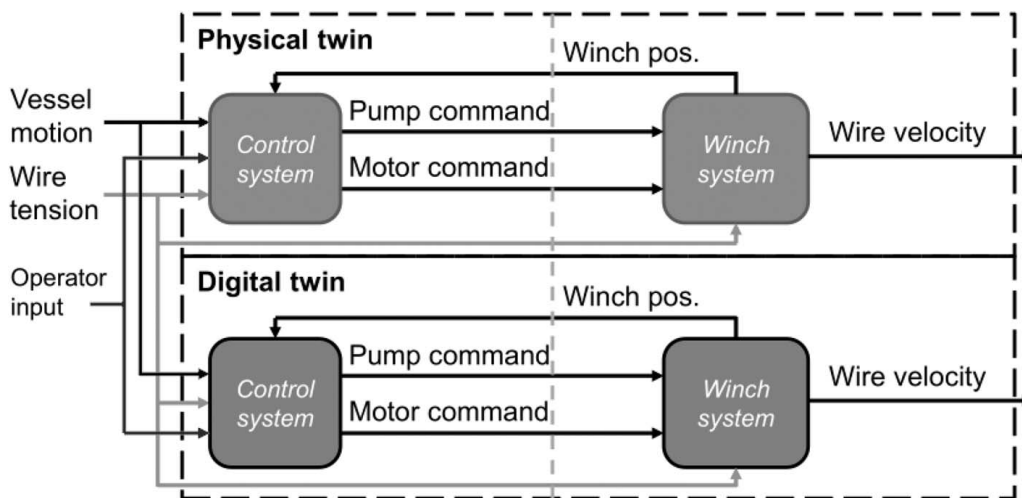 Physical twin
Winch pos.
Vessel
motion
Control
system
Pump command
Motor command
Winch
system
Wire velocity
Wire
tension
Operator
input
Digital twin
Winch pos.
Control
system
Pump command
Motor command
Winch
system
Wire velocity